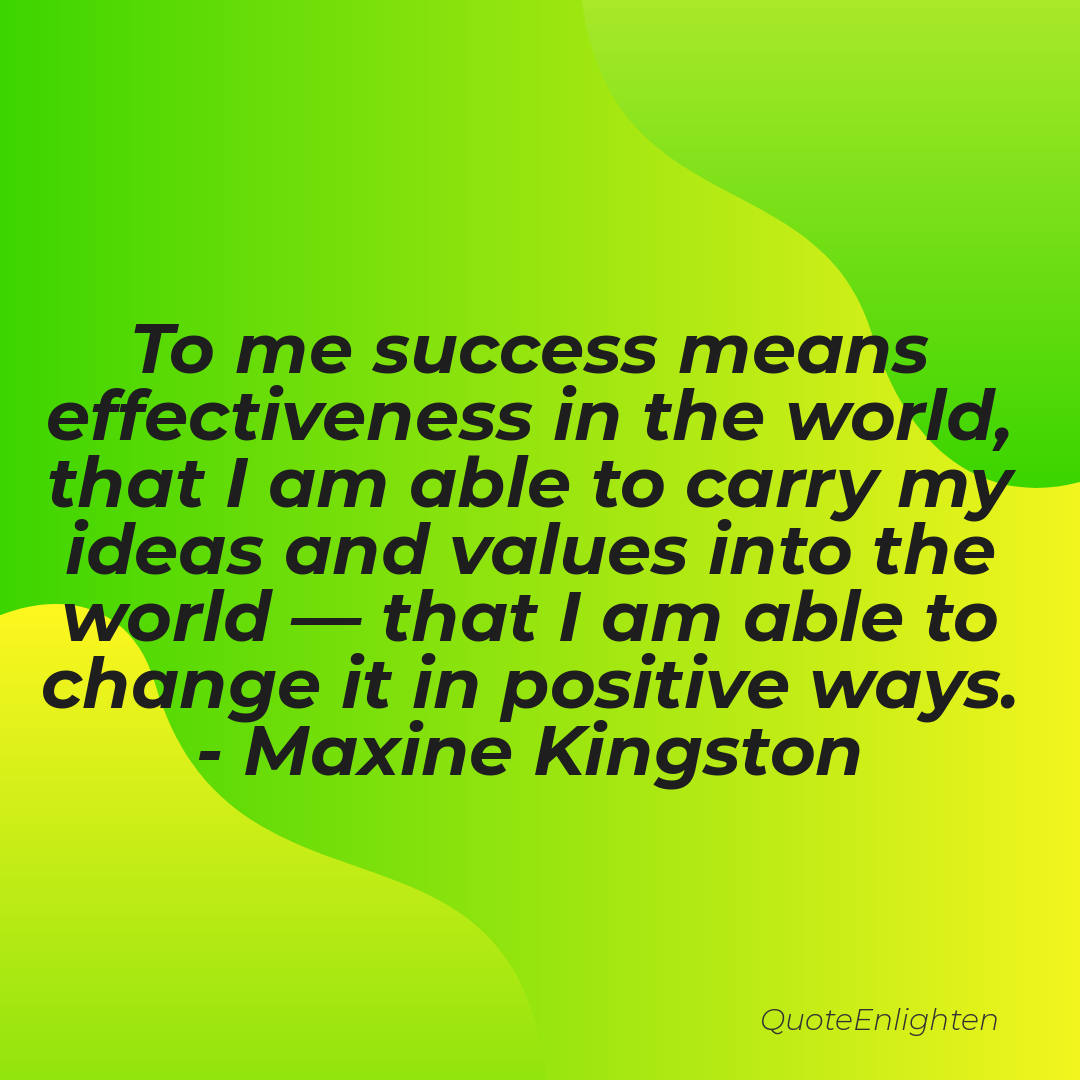 To me success means
effectiveness in the world,
that I am able to carry my
ideas and values into the
world — that I am able to
change it in positive ways.
- Maxine Kingston
QuoteEnlighten